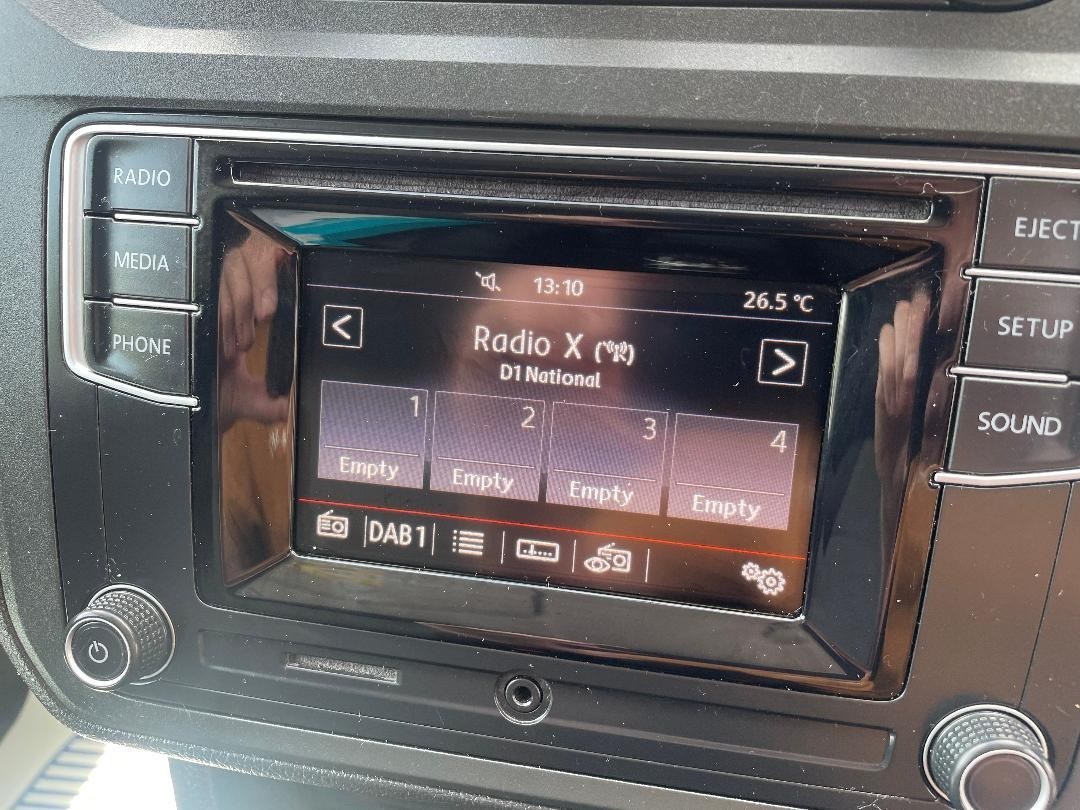 RADIO
MEDIA
PHONE
EJECT
SETUP
SOUND
13:10
26.5 °C
< Radio X >
D1 National
1 2 3 4
Empty Empty Empty Empty
DAB1